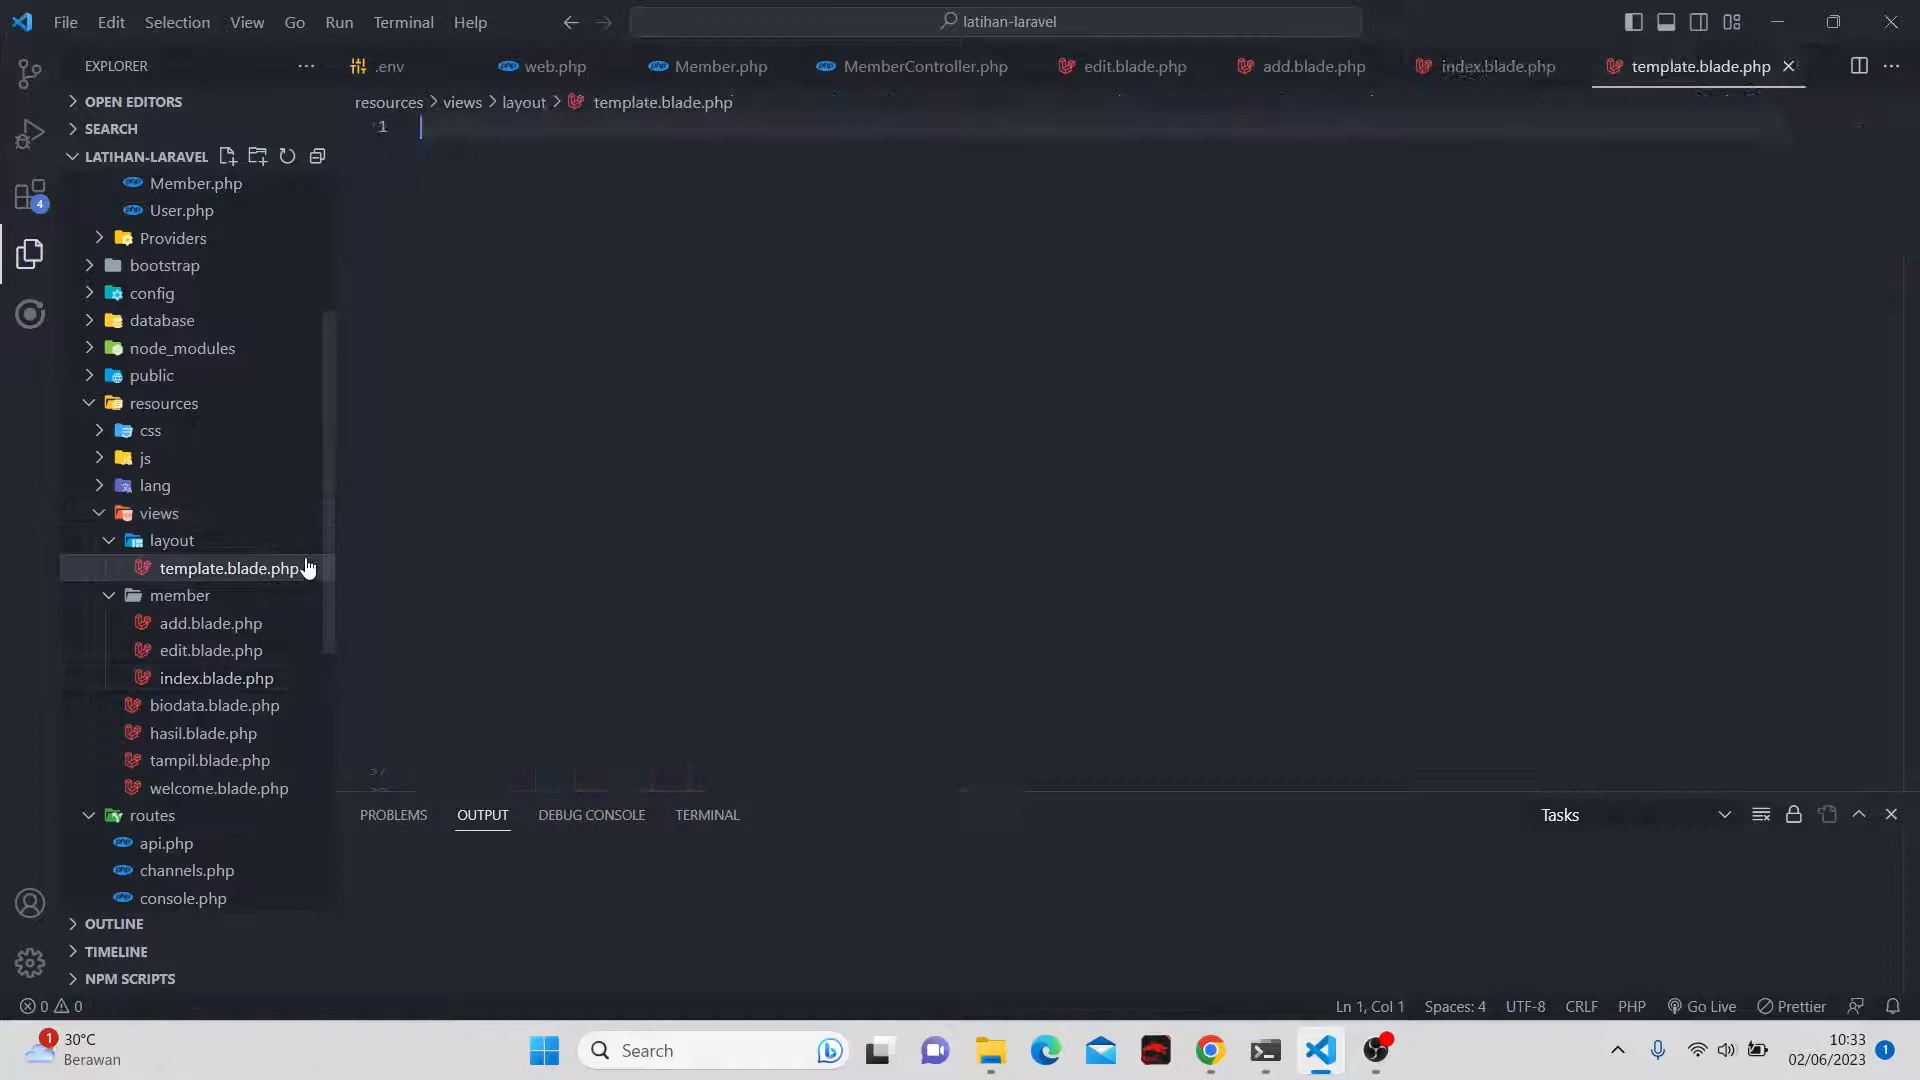 File Edit Selection View Go Run Terminal Help
latihan-laravel
EXPLORER
.env
web.php
Member.php
MemberController.php
edit.blade.php
add.blade.php
index.blade.php
template.blade.php
OPEN EDITORS
resources > views > layout > template.blade.php
SEARCH
1
LATIHAN-LARAVEL
Member.php
4
User.php
Providers
bootstrap
config
database
node_modules
public
resources
css
js
lang
views
layout
template.blade.php
member
add.blade.php
edit.blade.php
index.blade.php
biodata.blade.php
hasil.blade.php
tampil.blade.php
welcome.blade.php
routes
PROBLEMS OUTPUT DEBUG CONSOLE TERMINAL
Tasks
api.php
channels.php
console.php
OUTLINE
TIMELINE
NPM SCRIPTS
0 0
Ln 1, Col 1 Spaces: 4 UTF-8 CRLF PHP Go Live Prettier
1
30°C
Berawan
Search
10:33
02/06/2023
1